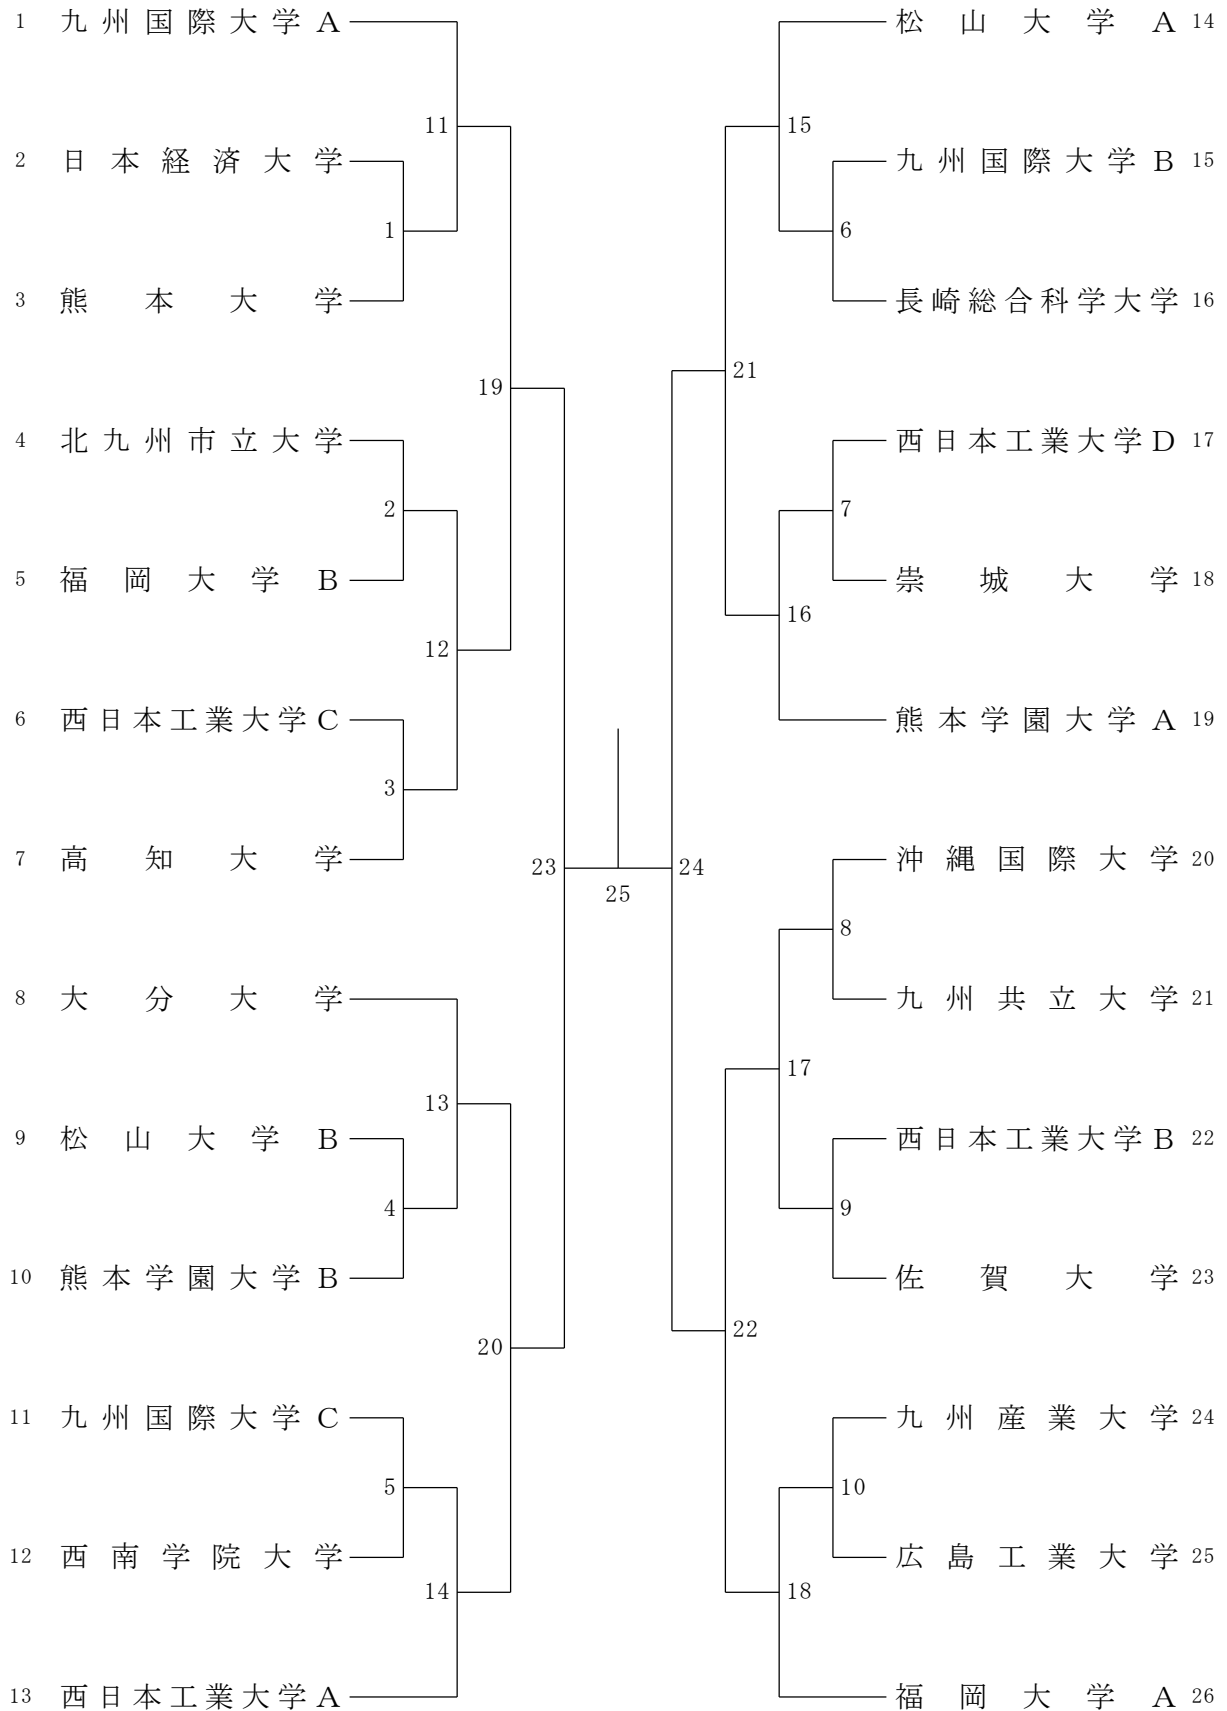 1 九州国際大学A
11
2 日本経済大学
1
3 熊本大学
19
4 北九州市立大学
2
5 福岡大学B
12
6 西日本工業大学C
3
7 高知大学
23
25
8 大分大学
13
9 松山大学B
4
10 熊本学園大学B
20
11 九州国際大学C
5
12 西南学院大学
14
13 西日本工業大学A
松山大学A 14
15
九州国際大学B 15
6
長崎総合科学大学 16
21
西日本工業大学D 17
7
崇城大学 18
16
熊本学園大学A 19
24
沖縄国際大学 20
8
九州共立大学 21
17
西日本工業大学B 22
9
佐賀大学 23
22
九州産業大学 24
10
広島工業大学 25
18
福岡大学A 26